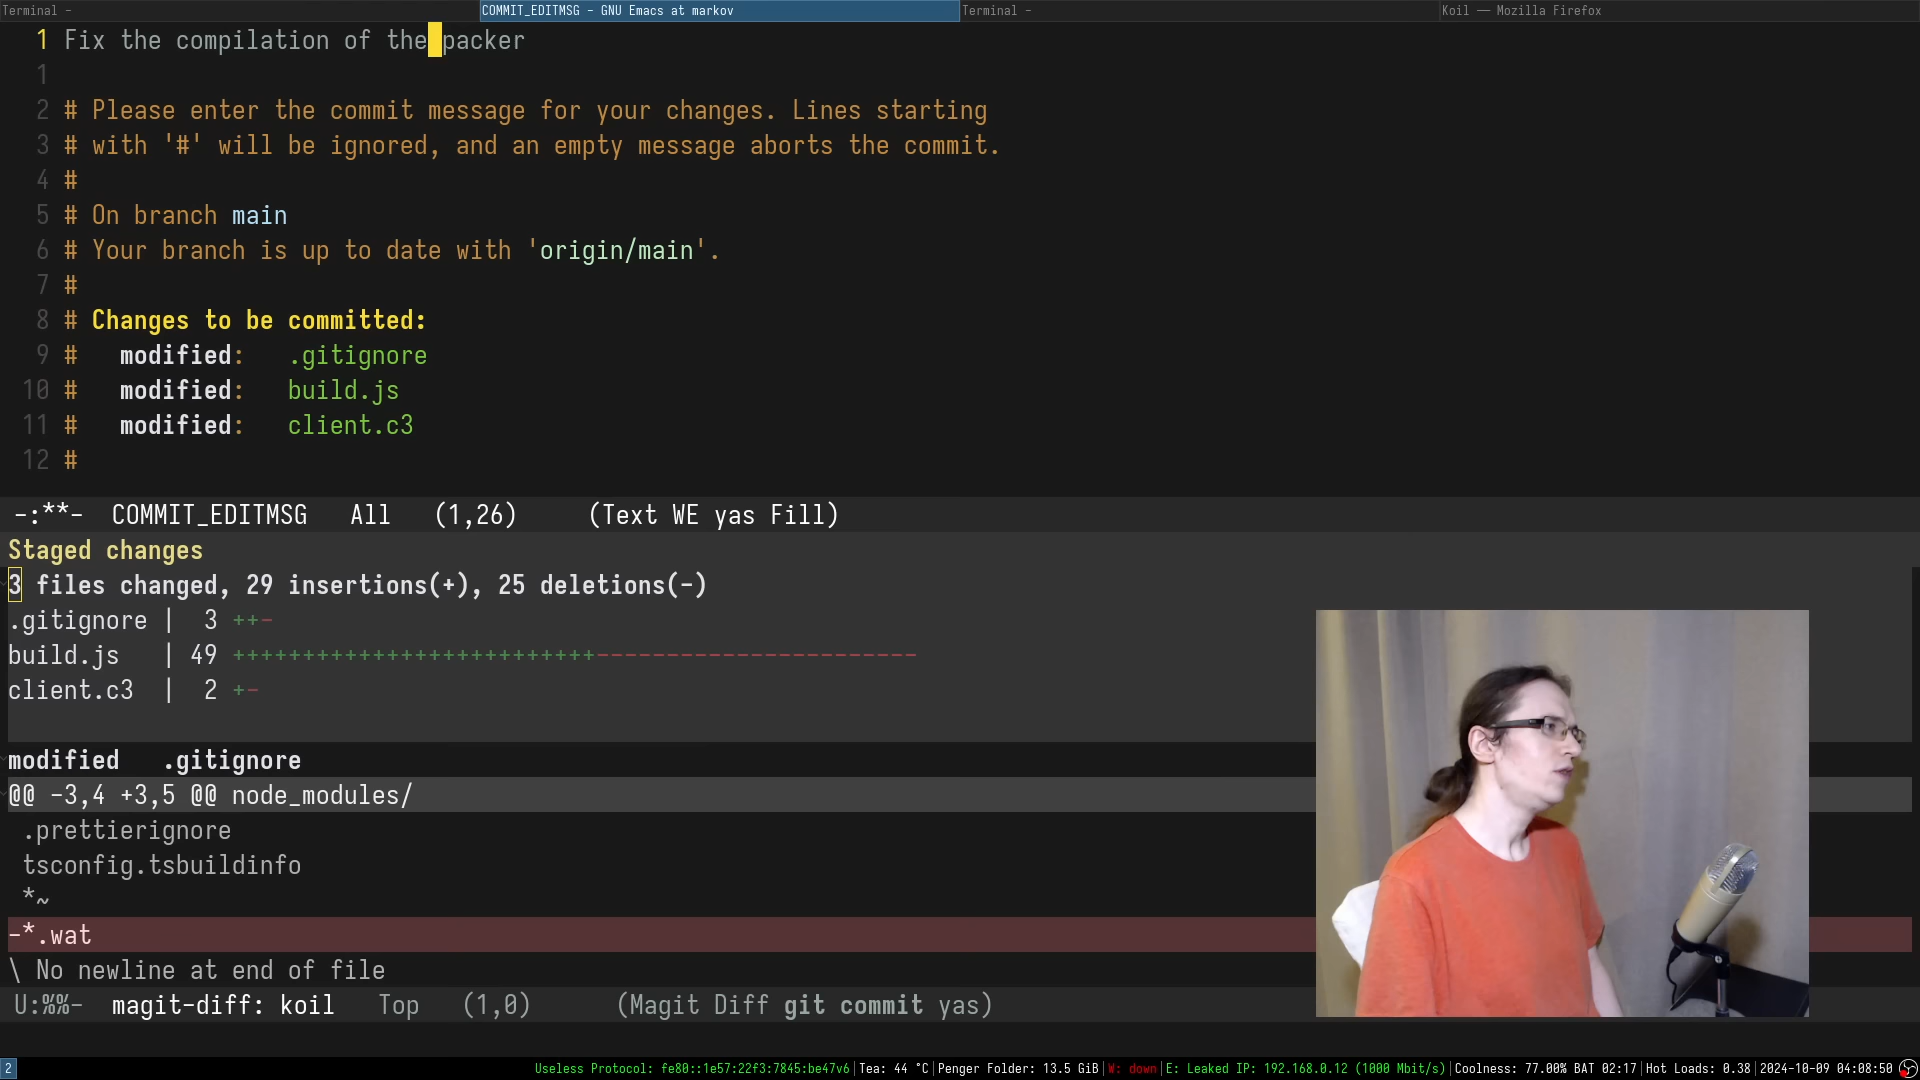 Terminal - COMMIT_EDITMSG - GNU Emacs at markov Terminal - Koil — Mozilla Firefox
1 Fix the compilation of the packer
1
2 # Please enter the commit message for your changes. Lines starting
3 # with '#' will be ignored, and an empty message aborts the commit.
4 #
5 # On branch main
6 # Your branch is up to date with 'origin/main'.
7 #
8 # Changes to be committed:
9 # modified: .gitignore
10 # modified: build.js
11 # modified: client.c3
12 #
-:**- COMMIT_EDITMSG All (1,26) (Text WE yas Fill)
Staged changes
3 files changed, 29 insertions(+), 25 deletions(-)
.gitignore | 3 ++-
build.js | 49 ++++++++++++++++++++++++++-----------------------
client.c3 | 2 +-
modified .gitignore
@@ -3,4 +3,5 @@ node_modules/
.prettierignore
tsconfig.tsbuildinfo
*~
-*.wat
\ No newline at end of file
U:%%- magit-diff: koil Top (1,0) (Magit Diff git commit yas)
2 Useless Protocol: fe80::1e57:22f3:7845:be47v6|Tea: 44 °C|Penger Folder: 13.5 GiB|W: down|E: Leaked IP: 192.168.0.12 (1000 Mbit/s)|Coolness: 77.00% BAT 02:17|Hot Loads: 0.38|2024-10-09 04:08:50